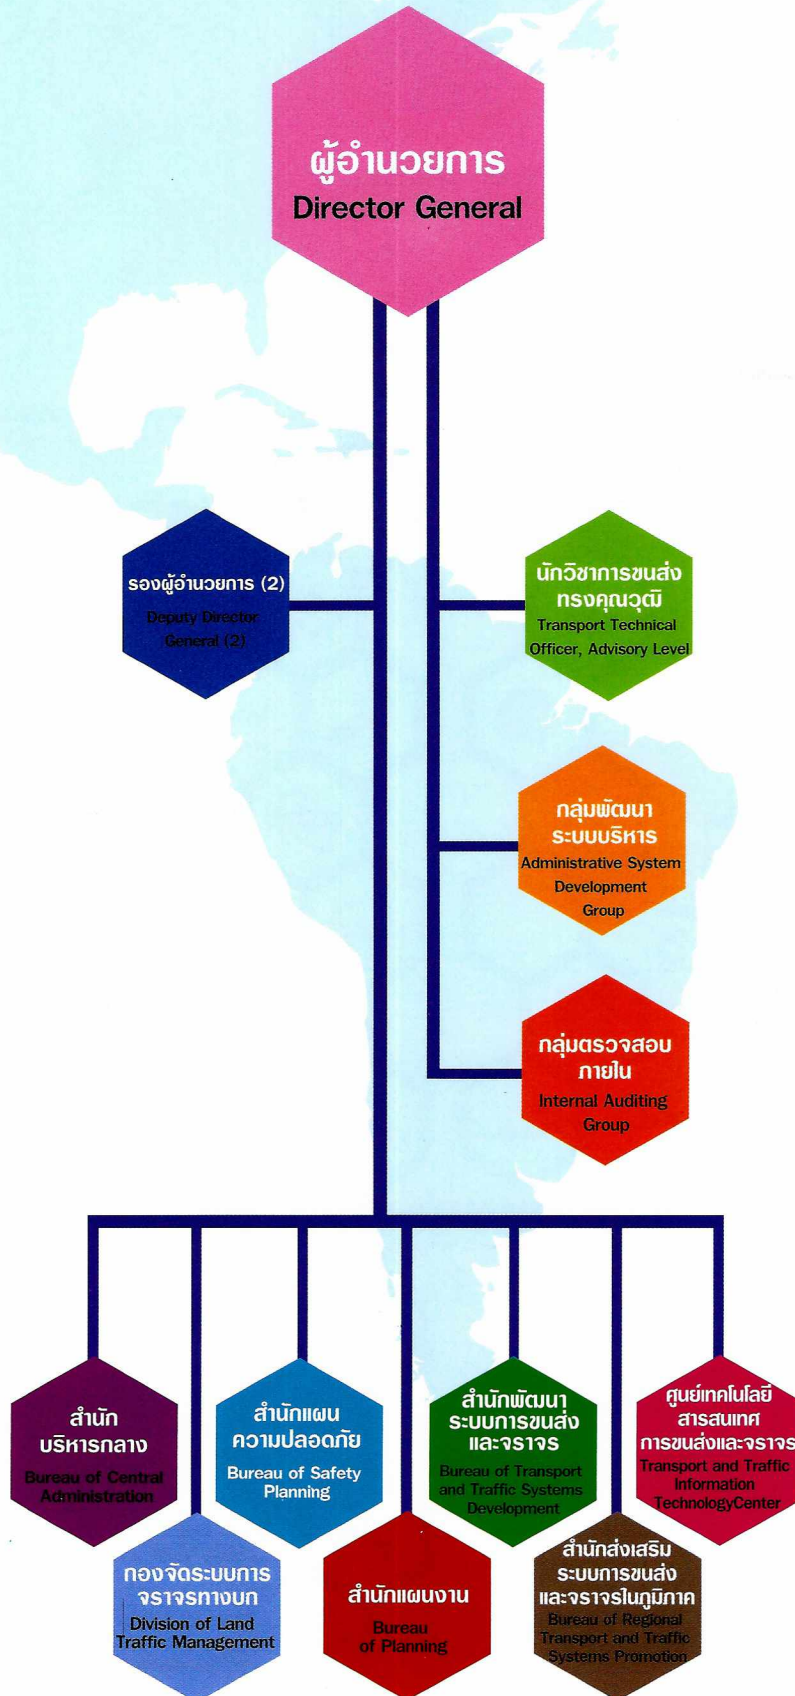 ผู้อำนวยการ
Director General
รองผู้อำนวยการ (2)
Deputy Director
General (2)
นักวิชาการขนส่ง
ทรงคุณวุฒิ
Transport Technical
Officer, Advisory Level
กลุ่มพัฒนา
ระบบบริหาร
Administrative System
Development
Group
กลุ่มตรวจสอบ
ภายใน
Internal Auditing
Group
สำนัก
บริหารกลาง
Bureau of Central
Administration
สำนักแผน
ความปลอดภัย
Bureau of Safety
Planning
สำนักพัฒนา
ระบบการขนส่ง
และจราจร
Bureau of Transport
and Traffic Systems
Development
ศูนย์เทคโนโลยี
สารสนเทศ
การขนส่งและจราจร
Transport and Traffic
Information
TechnologyCenter
กองจัดระบบการ
จราจรทางบก
Division of Land
Traffic Management
สำนักแผนงาน
Bureau
of Planning
สำนักส่งเสริม
ระบบการขนส่ง
และจราจรในภูมิภาค
Bureau of Regional
Transport and Traffic
Systems Promotion